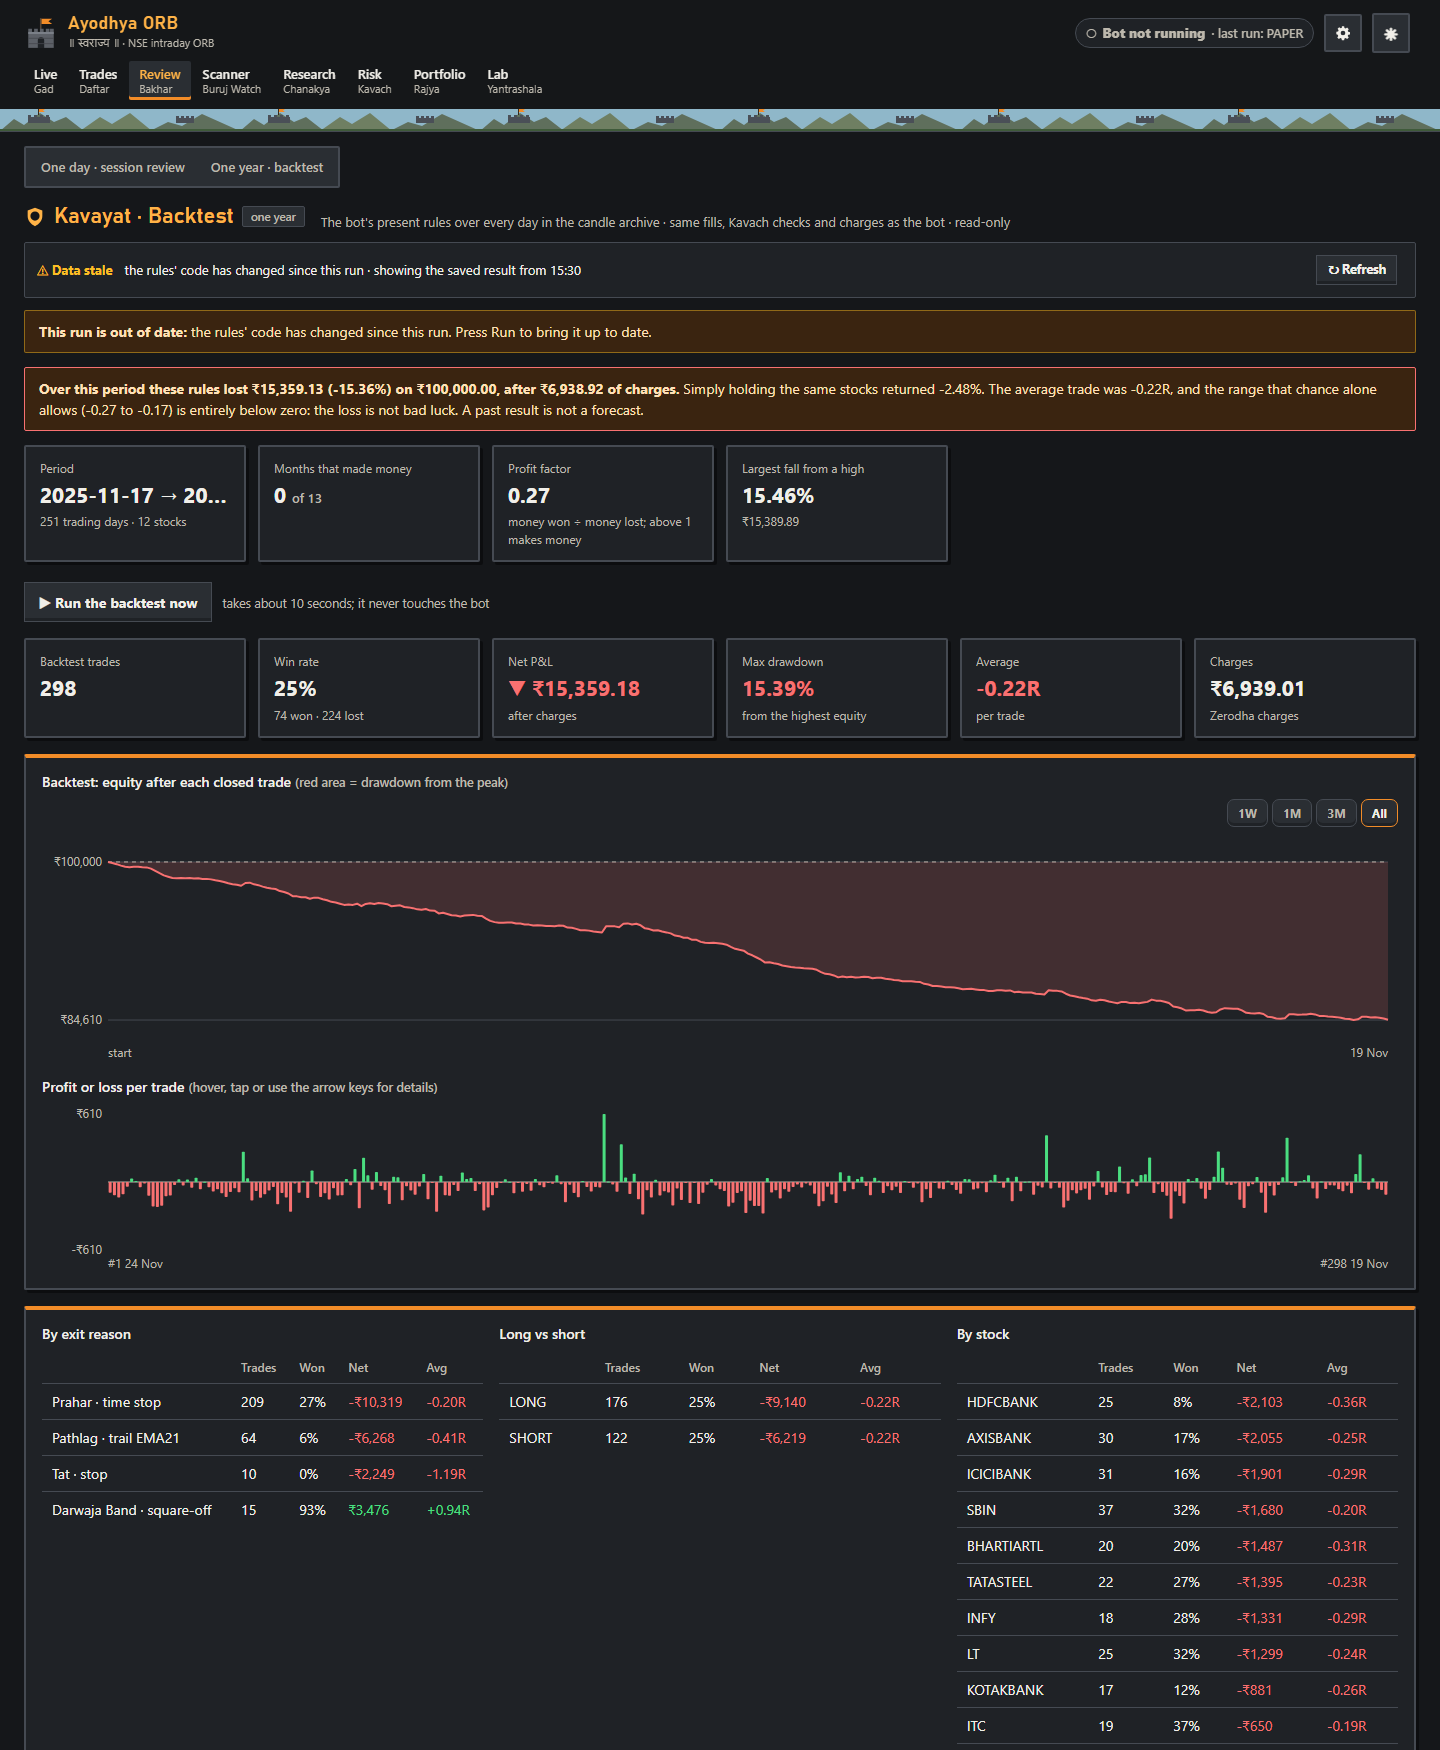 Ayodhya ORB
॥ स्वराज्य ॥ · NSE intraday ORB
Bot not running · last run: PAPER
Live Trades Review Scanner Research Risk Portfolio Lab
Gad Daftar Bakhar Buruj Watch Chanakya Kavach Rajya Yantrashala
One day · session review One year · backtest
Kavayat · Backtest one year The bot's present rules over every day in the candle archive · same fills, Kavach checks and charges as the bot · read-only
⚠ Data stale the rules' code has changed since this run · showing the saved result from 15:30 ↻ Refresh
This run is out of date: the rules' code has changed since this run. Press Run to bring it up to date.
Over this period these rules lost ₹15,359.13 (-15.36%) on ₹100,000.00, after ₹6,938.92 of charges. Simply holding the same stocks returned -2.48%. The average trade was -0.22R, and the range that chance alone
allows (-0.27 to -0.17) is entirely below zero: the loss is not bad luck. A past result is not a forecast.
Period Months that made money Profit factor Largest fall from a high
2025-11-17 → 20... 0 of 13 0.27 15.46%
251 trading days · 12 stocks money won ÷ money lost; above 1 ₹15,389.89
makes money
▶ Run the backtest now takes about 10 seconds; it never touches the bot
Backtest trades Win rate Net P&L Max drawdown Average Charges
298 25% ▼ ₹15,359.18 15.39% -0.22R ₹6,939.01
74 won · 224 lost after charges from the highest equity per trade Zerodha charges
Backtest: equity after each closed trade (red area = drawdown from the peak)
1W 1M 3M All
₹100,000
₹84,610
start 19 Nov
Profit or loss per trade (hover, tap or use the arrow keys for details)
₹610
-₹610
#1 24 Nov #298 19 Nov
By exit reason Long vs short By stock
Trades Won Net Avg Trades Won Net Avg Trades Won Net Avg
Prahar · time stop 209 27% -₹10,319 -0.20R LONG 176 25% -₹9,140 -0.22R HDFCBANK 25 8% -₹2,103 -0.36R
Pathlag · trail EMA21 64 6% -₹6,268 -0.41R SHORT 122 25% -₹6,219 -0.22R AXISBANK 30 17% -₹2,055 -0.25R
Tat · stop 10 0% -₹2,249 -1.19R ICICIBANK 31 16% -₹1,901 -0.29R
Darwaja Band · square-off 15 93% ₹3,476 +0.94R SBIN 37 32% -₹1,680 -0.20R
BHARTIARTL 20 20% -₹1,487 -0.31R
TATASTEEL 22 27% -₹1,395 -0.23R
INFY 18 28% -₹1,331 -0.29R
LT 25 32% -₹1,299 -0.24R
KOTAKBANK 17 12% -₹881 -0.26R
ITC 19 37% -₹650 -0.19R